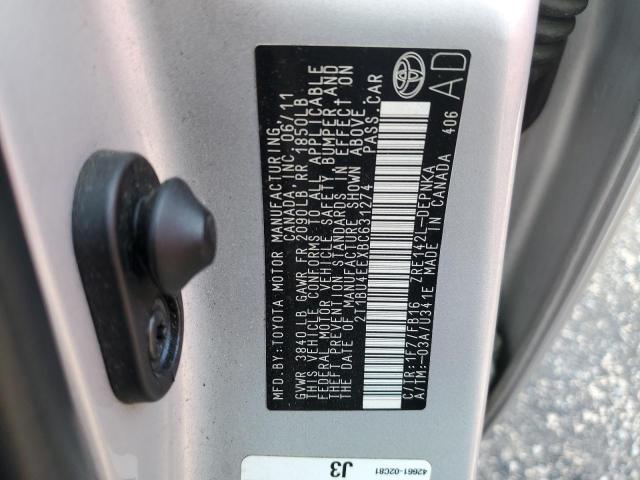 MFD.BY:TOYOTA MOTOR MANUFACTURING
CANADA, INC. 06/11
GVWR 3840 LB GAWR FR 2090LB,RR 1850LB
THIS VEHICLE CONFORMS TO ALL APPLICABLE
FEDERAL MOTOR VEHICLE SAFETY, BUMPER, AND
THEFT PREVENTION STANDARDS IN EFFECT ON
THE DATE OF MANUFACTURE SHOWN ABOVE.
2T1BU4EEXBC631274 PASS.CAR
C/TR:1F7/FB16 ZRE142L-DEPNKA
A/TM:-03A/U341E MADE IN CANADA 406
AD
TOYOTA
42661-02C81
J3